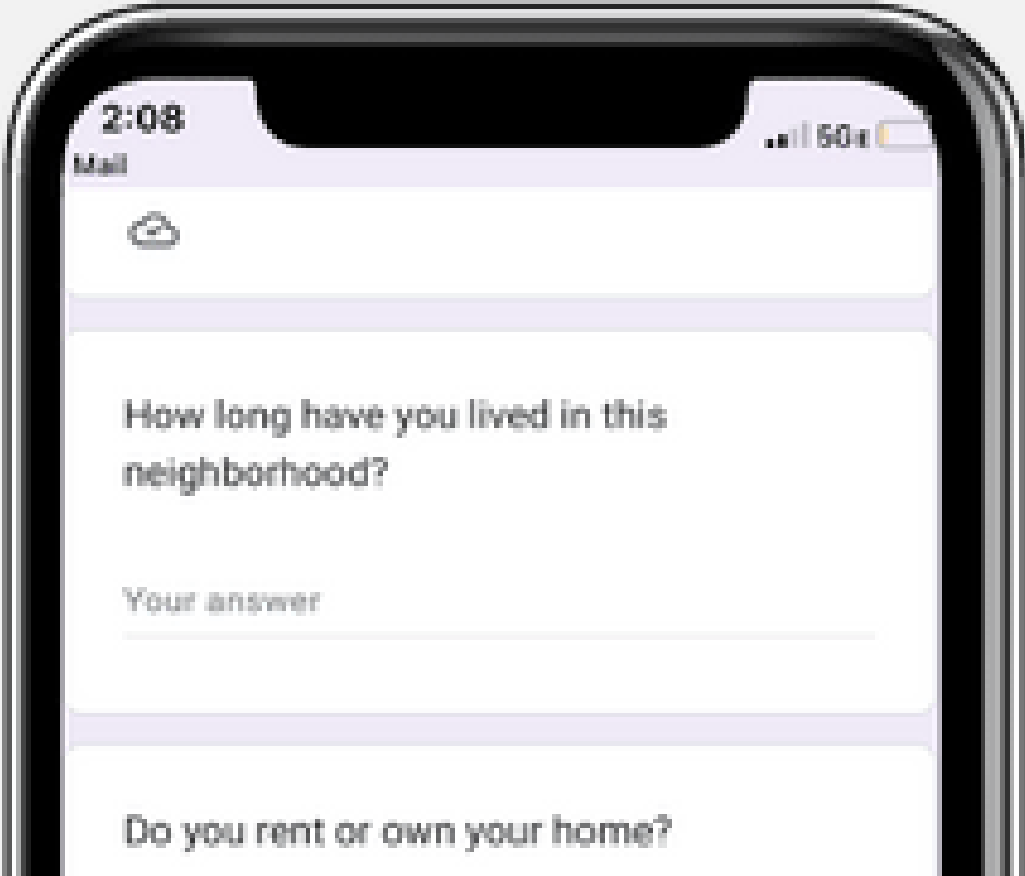 2:08
5GE
Mail
How long have you lived in this
neighborhood?
Your answer
Do you rent or own your home?